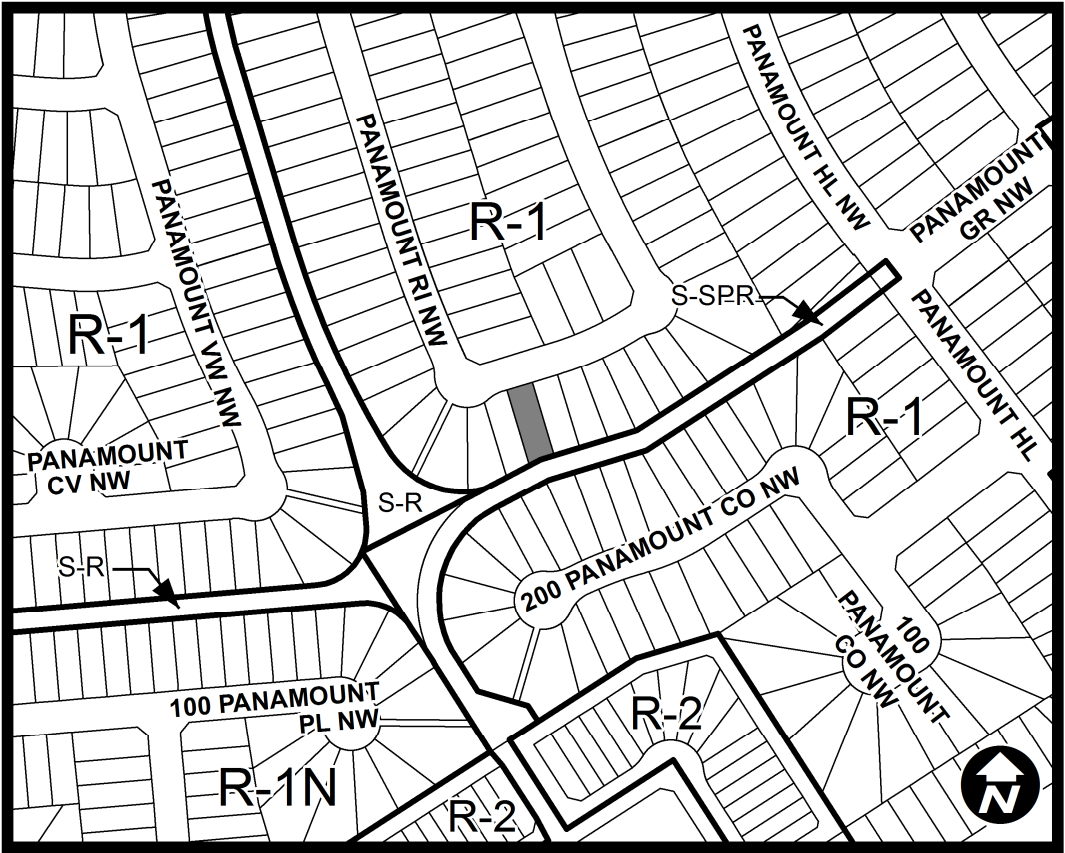 PANAMOUNT HL NW
PANAMOUNT
GR NW
PANAMOUNT RI NW
R-1
PANAMOUNT VW NW
S-SPR
R-1
PANAMOUNT HL
R-1
PANAMOUNT
CV NW
S-R
200 PANAMOUNT CO NW
S-R
100
PANAMOUNT
CO NW
100 PANAMOUNT
PL NW
R-2
R-1N
R-2
N